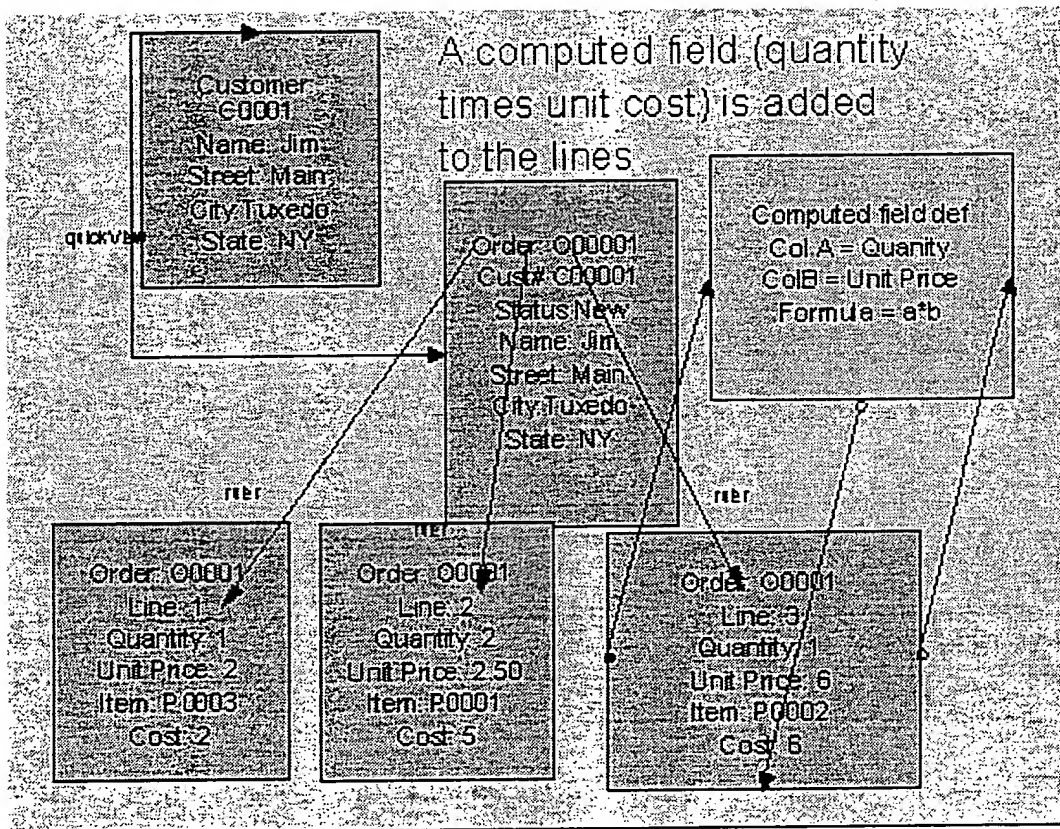 A computed field (quantity
times unit cost) is added
to the lines
Customer
C0001
Name: Jim
Street: Main
City:Tuxedo
State: NY
quickView
Order: O00001
Cust# C00001
Status New
Name: Jim
Street: Main
City:Tuxedo
State: NY
Computed field def
Col A = Quanity
ColB = Unit Price
Formula = a*b
Order: O0001
Line: 1
Quantity: 1
Unit Price: 2
Item: P0003
Cost: 2
Order: O0001
Line: 2
Quantity: 2
Unit Price: 2.50
Item: P0001
Cost: 5
Order: O0001
Line: 3
Quantity: 1
Unit Price: 6
Item: P0002
Cost: 6